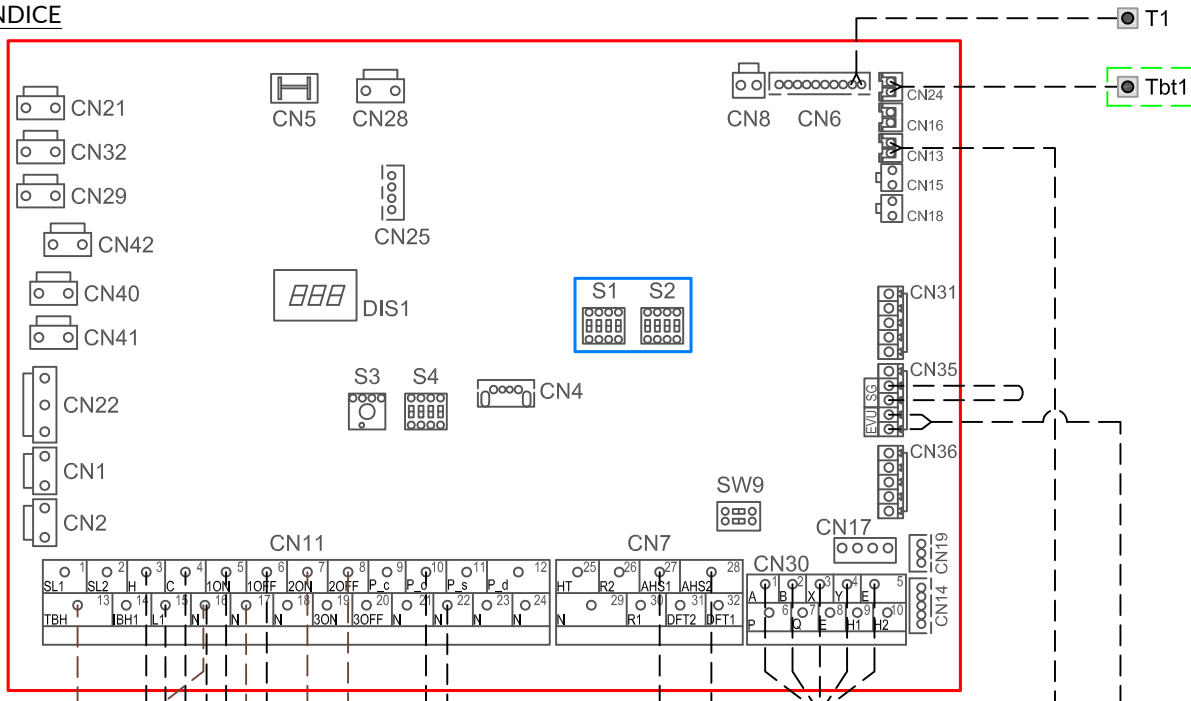 NDICE
T1
Tbt1
CN21
CN5
CN28
CN8
CN6
CN24
CN16
CN32
CN13
CN29
CN15
CN18
CN25
CN42
CN40
DIS1
S1 S2
CN31
CN41
CN35
SG
EVU
S3 S4
CN4
CN22
CN36
CN1
SW9
CN2
CN17
CN11
CN7
CN30
CN19
CN14
1 2 3 4 5 6 7 8 9 10 11 12
SL1 SL2 H C 1ON 1OFF 2ON 2OFF P_c P_o P_s P_d
13 14 15 16 17 18 19 20 21 22 23 24
TBH IBH1 L1 N N N 3ON 3OFF N N N N
25 26 27 28
HT R2 AHS1 AHS2
29 30 31 32
N R1 DFT2 DFT1
1 2 3 4 5
A B X Y E
6 7 8 9 10
P Q E H1 H2